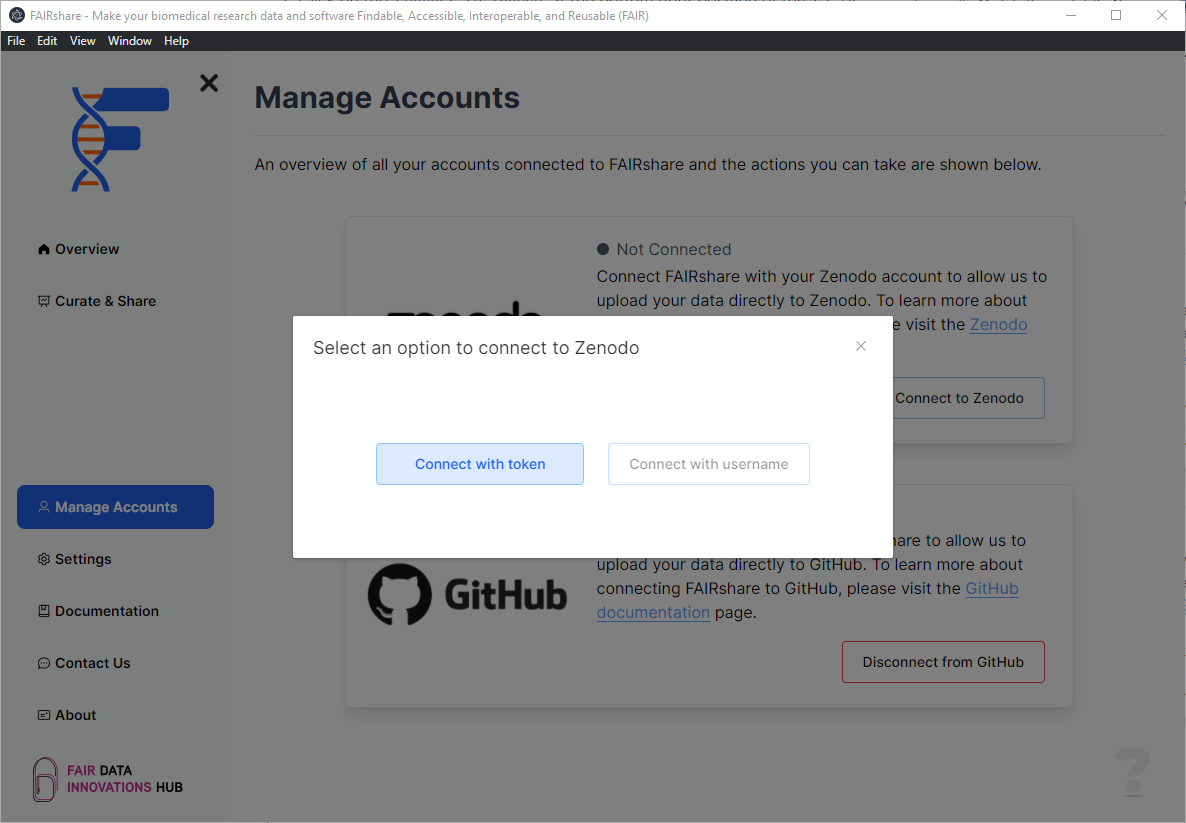 FAIRshare - Make your biomedical research data and software Findable, Accessible, Interoperable, and Reusable (FAIR)
File Edit View Window Help
Overview
Curate & Share
Manage Accounts
Settings
Documentation
Contact Us
About
FAIR DATA
INNOVATIONS HUB
Manage Accounts
An overview of all your accounts connected to FAIRshare and the actions you can take are shown below.
Not Connected
Connect FAIRshare with your Zenodo account to allow us to
upload your data directly to Zenodo. To learn more about
visit the Zenodo
Connect to Zenodo
Select an option to connect to Zenodo
Connect with token
Connect with username
to allow us to
upload your data directly to GitHub. To learn more about
connecting FAIRshare to GitHub, please visit the GitHub
documentation page.
GitHub
Disconnect from GitHub